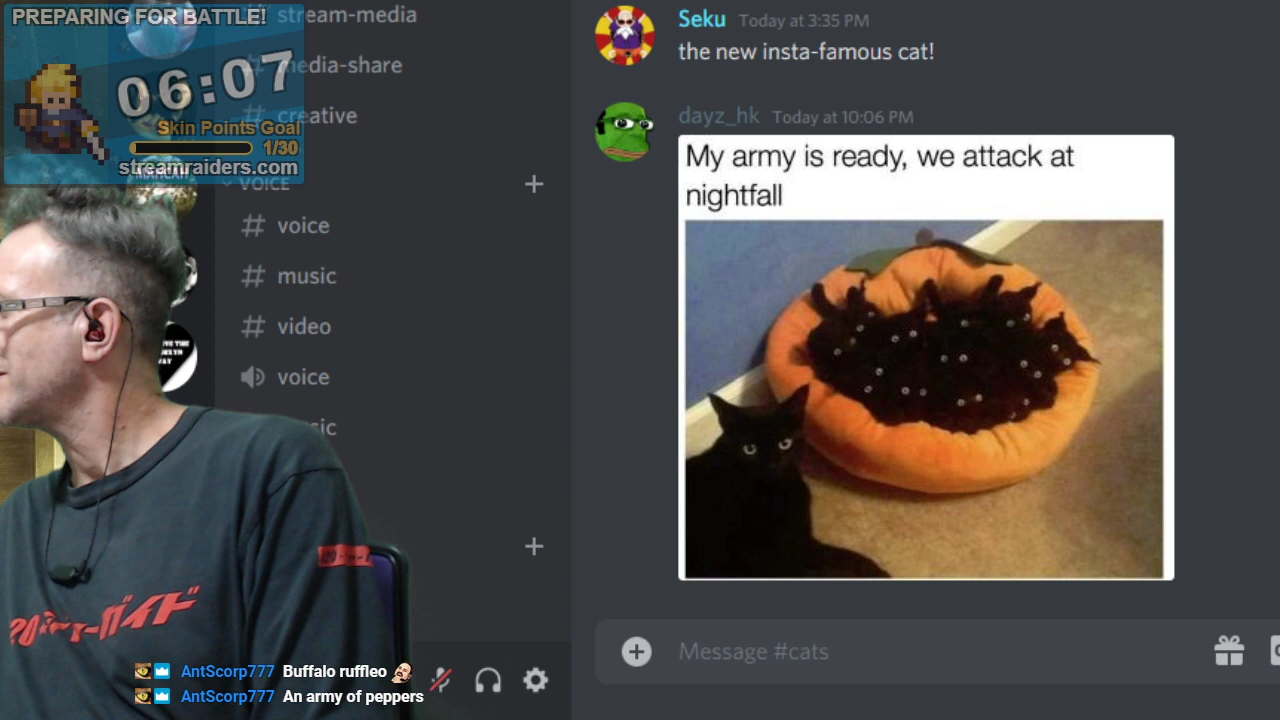 PREPARING FOR BATTLE!
06:07
Skin Points Goal
1/30
streamraiders.com
stream-media
media-share
creative
VOICE
# voice
# music
# video
voice
Seku Today at 3:35 PM
the new insta-famous cat!
dayz_hk Today at 10:06 PM
My army is ready, we attack at
nightfall
Message #cats
AntScorp777 Buffalo ruffleo
AntScorp777 An army of peppers